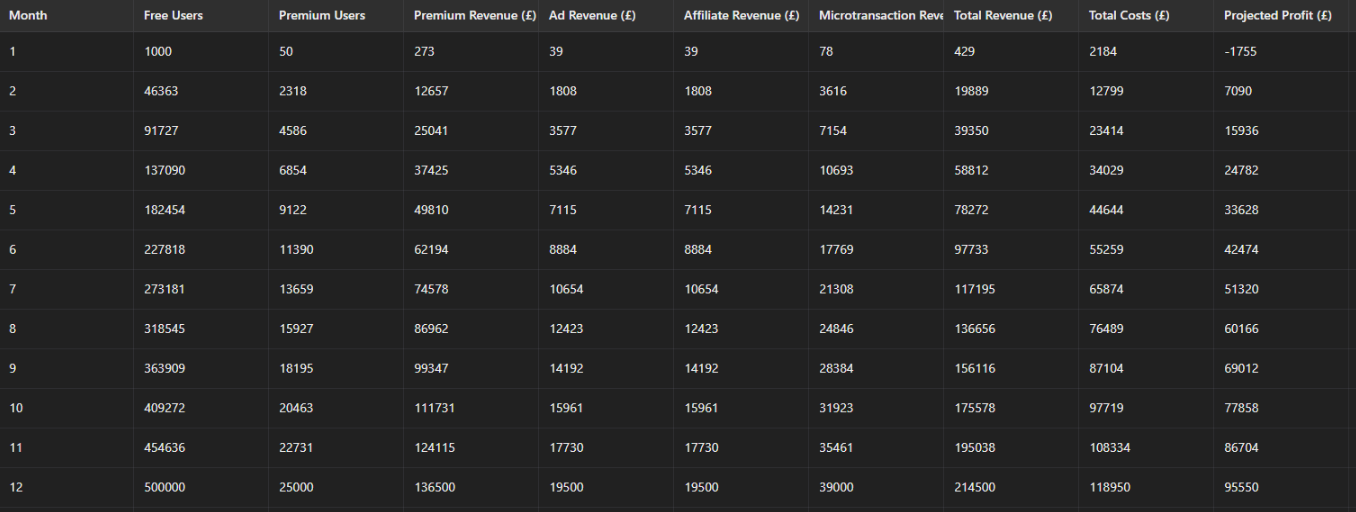 Month Free Users Premium Users Premium Revenue (£) Ad Revenue (£) Affiliate Revenue (£) Microtransaction Reve Total Revenue (£) Total Costs (£) Projected Profit (£)
1 1000 50 273 39 39 78 429 2184 -1755
2 46363 2318 12657 1808 1808 3616 19889 12799 7090
3 91727 4586 25041 3577 3577 7154 39350 23414 15936
4 137090 6854 37425 5346 5346 10693 58812 34029 24782
5 182454 9122 49810 7115 7115 14231 78272 44644 33628
6 227818 11390 62194 8884 8884 17769 97733 55259 42474
7 273181 13659 74578 10654 10654 21308 117195 65874 51320
8 318545 15927 86962 12423 12423 24846 136656 76489 60166
9 363909 18195 99347 14192 14192 28384 156116 87104 69012
10 409272 20463 111731 15961 15961 31923 175578 97719 77858
11 454636 22731 124115 17730 17730 35461 195038 108334 86704
12 500000 25000 136500 19500 19500 39000 214500 118950 95550